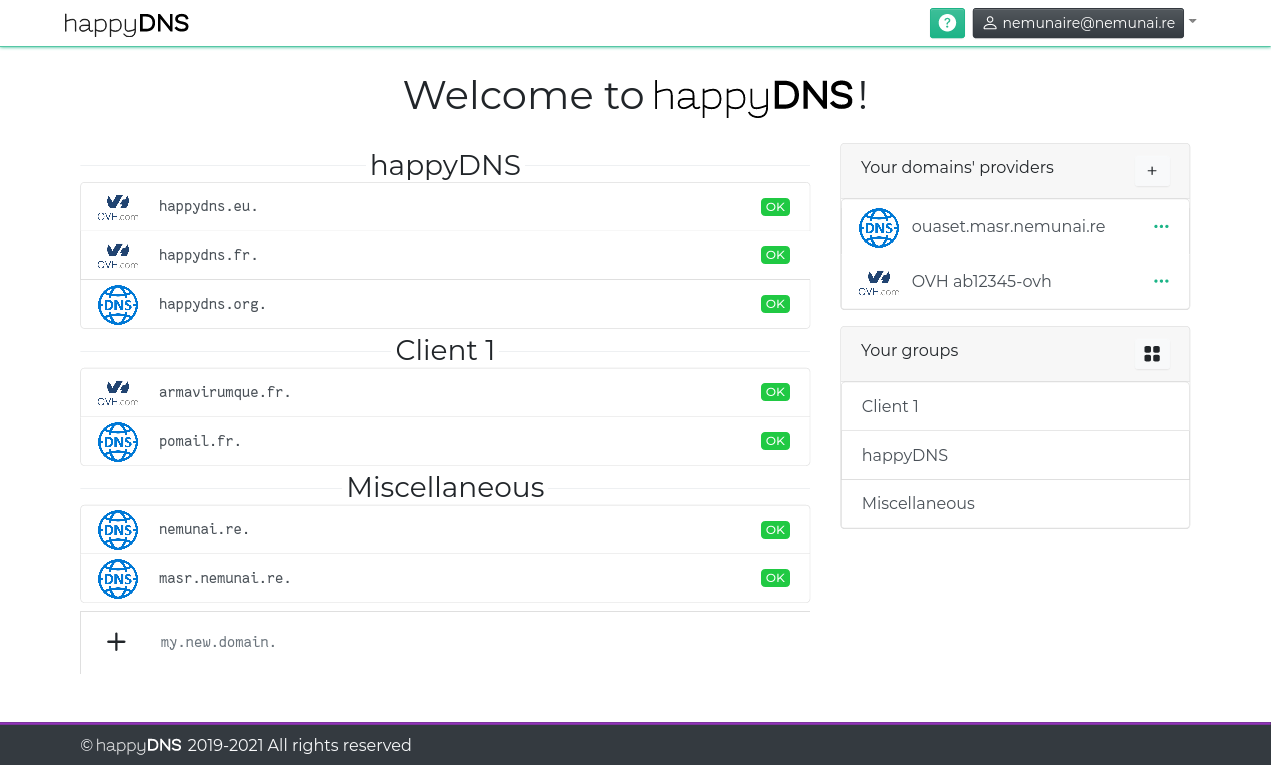 happyDNS
nemunaire@nemunai.re
Welcome to happyDNS!
happyDNS
OVH.com happydns.eu. OK
OVH.com happydns.fr. OK
DNS happydns.org. OK
Client 1
OVH.com armavirumque.fr. OK
DNS pomail.fr. OK
Miscellaneous
DNS nemunai.re. OK
DNS masr.nemunai.re. OK
+ my.new.domain.
Your domains' providers +
DNS ouaset.masr.nemunai.re ...
OVH.com OVH ab12345-ovh ...
Your groups
Client 1
happyDNS
Miscellaneous
© happyDNS 2019-2021 All rights reserved